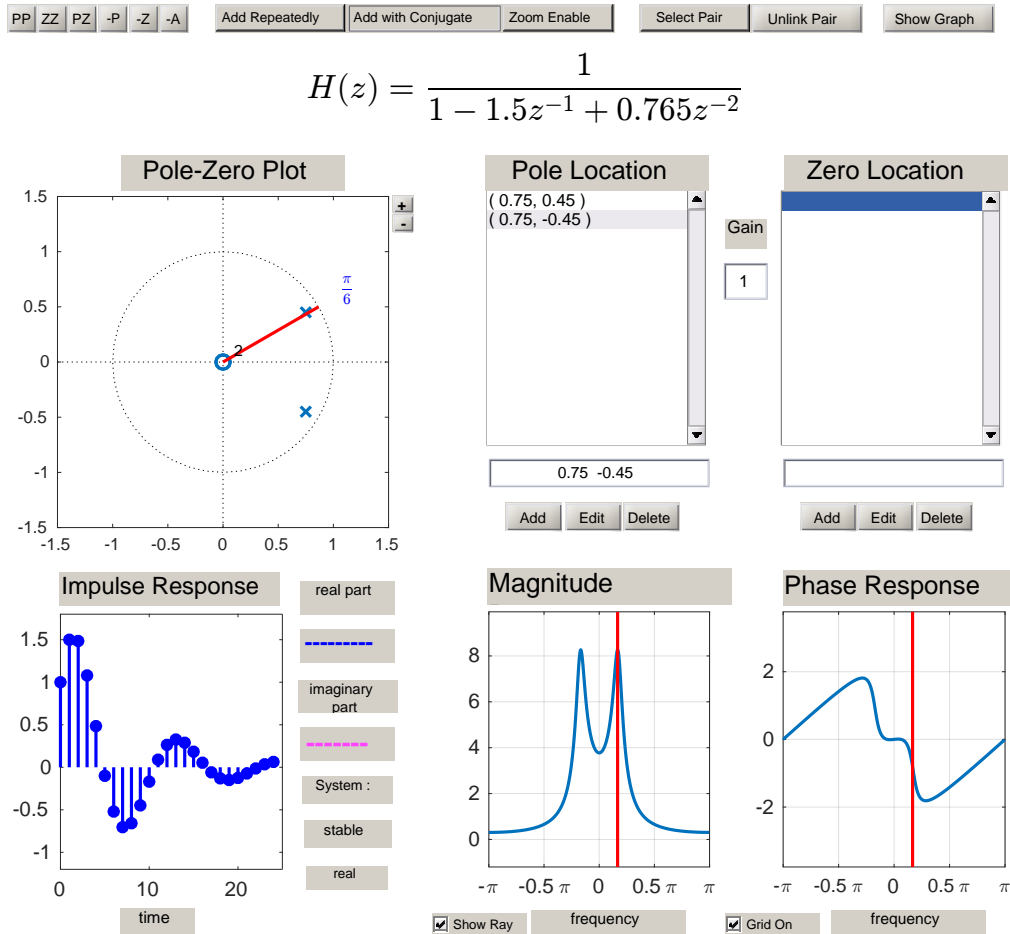 PP ZZ PZ -P -Z -A Add Repeatedly Add with Conjugate Zoom Enable Select Pair Unlink Pair Show Graph
H(z) = 1 / (1 − 1.5z⁻¹ + 0.765z⁻²)
Pole-Zero Plot
1.5
1
0.5
0
-0.5
-1
-1.5
-1.5 -1 -0.5 0 0.5 1 1.5
π/6
2
+
-
Pole Location
( 0.75, 0.45 )
( 0.75, -0.45 )
0.75 -0.45
Add Edit Delete
Gain
1
Zero Location
Add Edit Delete
Impulse Response
1.5
1
0.5
0
-0.5
-1
0 10 20
time
real part
imaginary
part
System :
stable
real
Magnitude
8
6
4
2
0
-π -0.5 π 0 0.5 π π
Show Ray frequency
Phase Response
2
0
-2
-π -0.5 π 0 0.5 π π
Grid On frequency